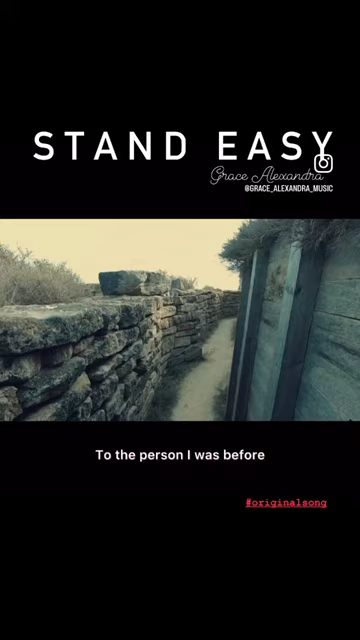 STAND EASY
Grace Alexandra
@GRACE_ALEXANDRA_MUSIC
To the person I was before
#originalsong